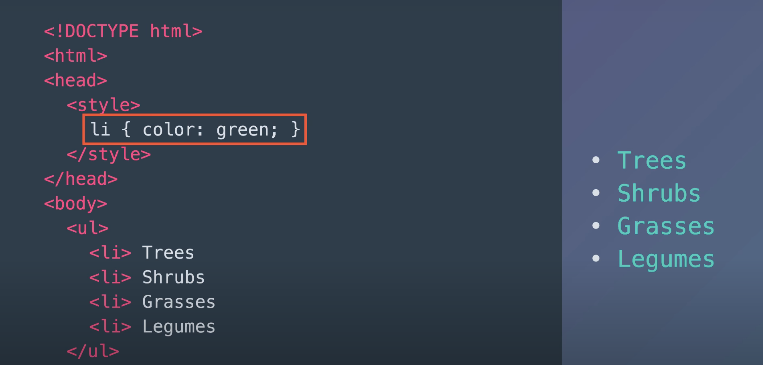 <!DOCTYPE html>
<html>
<head>
<style>
li { color: green; }
</style>
</head>
<body>
<ul>
<li> Trees
<li> Shrubs
<li> Grasses
<li> Legumes
</ul>
• Trees
• Shrubs
• Grasses
• Legumes